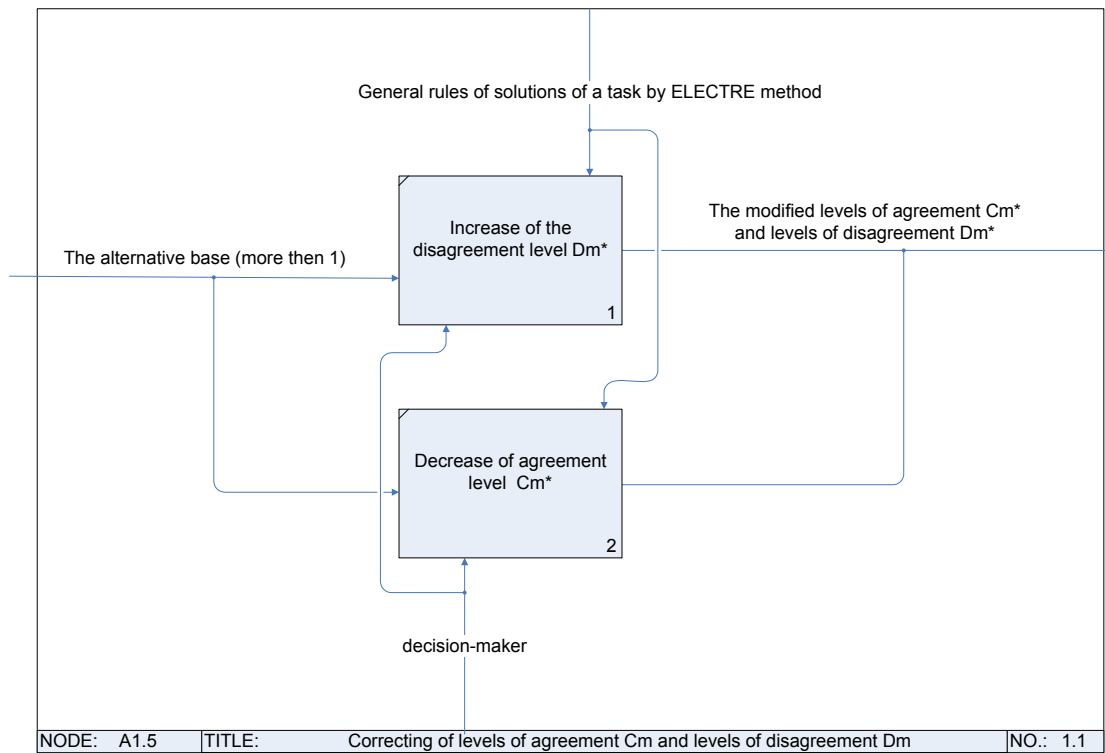 General rules of solutions of a task by ELECTRE method
Increase of the
disagreement level Dm*
1
The modified levels of agreement Cm*
and levels of disagreement Dm*
The alternative base (more then 1)
Decrease of agreement
level Cm*
2
decision-maker
NODE: A1.5 TITLE: Correcting of levels of agreement Cm and levels of disagreement Dm NO.: 1.1